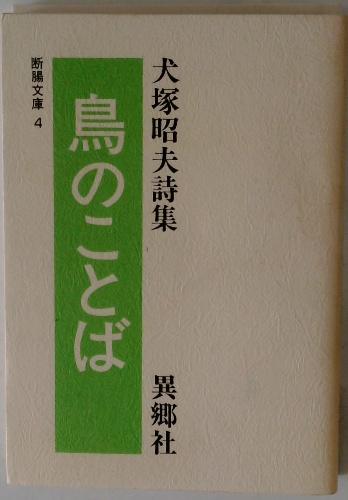 犬塚昭夫詩集
異郷社
鳥のことば
断腸文庫 4